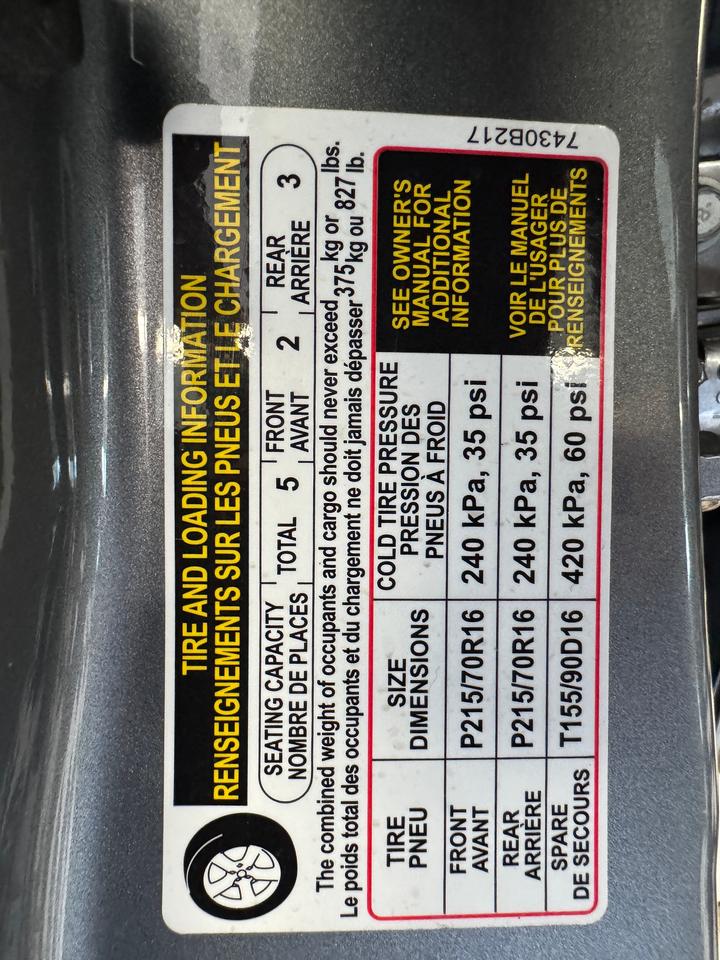 TIRE AND LOADING INFORMATION
RENSEIGNEMENTS SUR LES PNEUS ET LE CHARGEMENT
SEATING CAPACITY
NOMBRE DE PLACES
TOTAL 5
FRONT
AVANT
2
REAR
ARRIÈRE
3
The combined weight of occupants and cargo should never exceed 375 kg or 827 lbs.
Le poids total des occupants et du chargement ne doit jamais dépasser 375 kg ou 827 lb.
TIRE
PNEU
SIZE
DIMENSIONS
COLD TIRE PRESSURE
PRESSION DES
PNEUS À FROID
FRONT
AVANT
P215/70R16
240 kPa, 35 psi
REAR
ARRIÈRE
P215/70R16
240 kPa, 35 psi
SPARE
DE SECOURS
T155/90D16
420 kPa, 60 psi
SEE OWNER'S
MANUAL FOR
ADDITIONAL
INFORMATION
VOIR LE MANUEL
DE L'USAGER
POUR PLUS DE
RENSEIGNEMENTS
7430B217